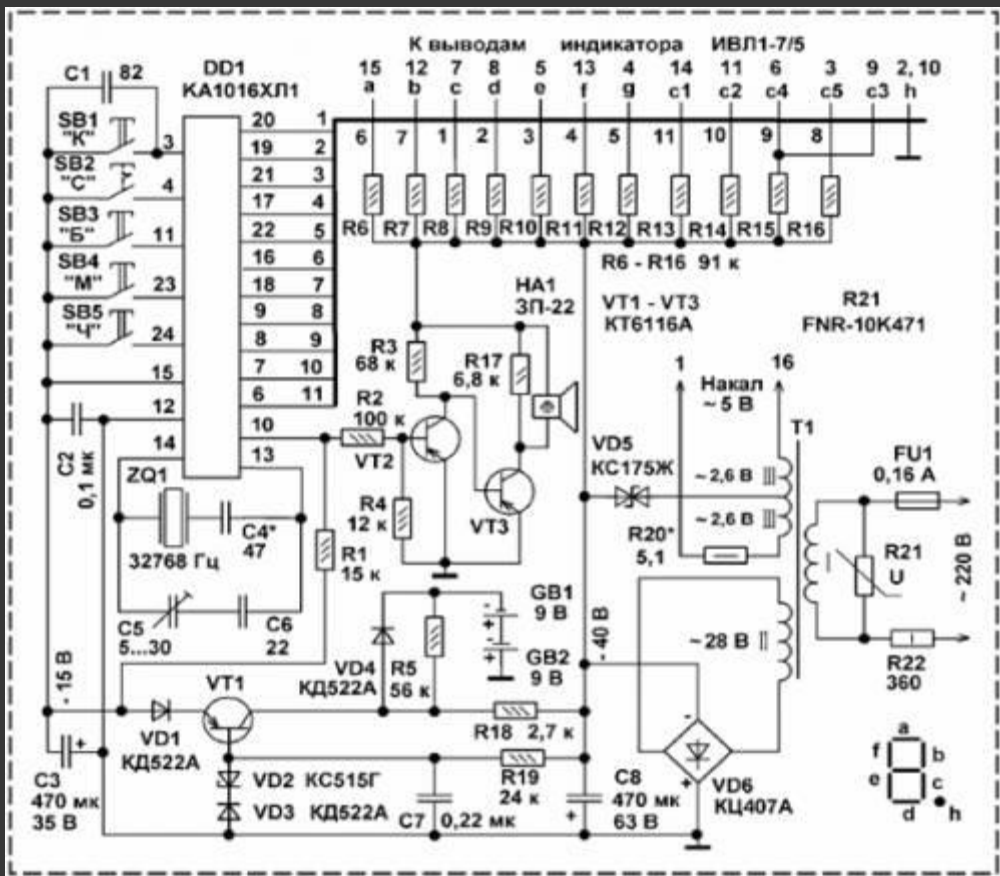 К выводам индикатора ИВЛ1-7/5
15 12 7 8 5 13 4 14 11 6 3 9 2, 10
a b c d e f g c1 c2 c4 c5 c3 h
C1 82
DD1
КА1016ХЛ1
SB1
"К"
3
SB2
"С"
4
SB3
"Б"
11
SB4
"М"
23
SB5
"Ч"
24
15
12
14
20 1
19 2
21 3
17 4
22 5
16 6
18 7
9 8
8 9
7 10
6 11
10
13
6 7 1 2 3 4 5 11 10 9 8
R6 R7 R8 R9 R10 R11 R12 R13 R14 R15 R16
R6 - R16 91 к
HA1
ЗП-22
VT1 - VT3
КТ6116А
R21
FNR-10K471
R3
68 к
R17
6,8 к
R2
100 к
VT2
R4
12 к
VT3
1 16
Накал
~ 5 В
T1
VD5
КС175Ж
~ 2,6 В III
~ 2,6 В III
R20*
5,1
FU1
0,16 А
I
R21
U
~ 220 В
R22
360
C2
0,1 мк
ZQ1
32768 Гц
C4*
47
R1
15 к
C5
5...30
C6
22
GB1
9 В
GB2
9 В
- +
- +
- 40 В
~28 В II
VD4
КД522А
R5
56 к
- 15 В
VT1
VD1
КД522А
R18 2,7 к
R19
24 к
VD2 КС515Г
VD3 КД522А
C3
470 мк
35 В
+
C7 0,22 мк
C8
470 мк
63 В
+
-
+
VD6
КЦ407А
a
f b
e c
d h